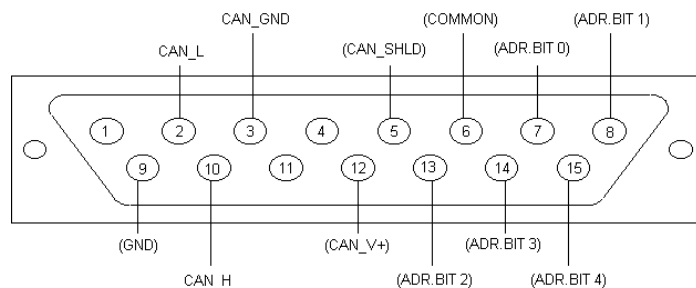 CAN_GND
(COMMON)
(ADR.BIT 1)
CAN_L
(CAN_SHLD)
(ADR.BIT 0)
1 2 3 4 5 6 7 8
9 10 11 12 13 14 15
(GND)
(CAN_V+)
(ADR.BIT 3)
CAN_H
(ADR.BIT 2)
(ADR.BIT 4)